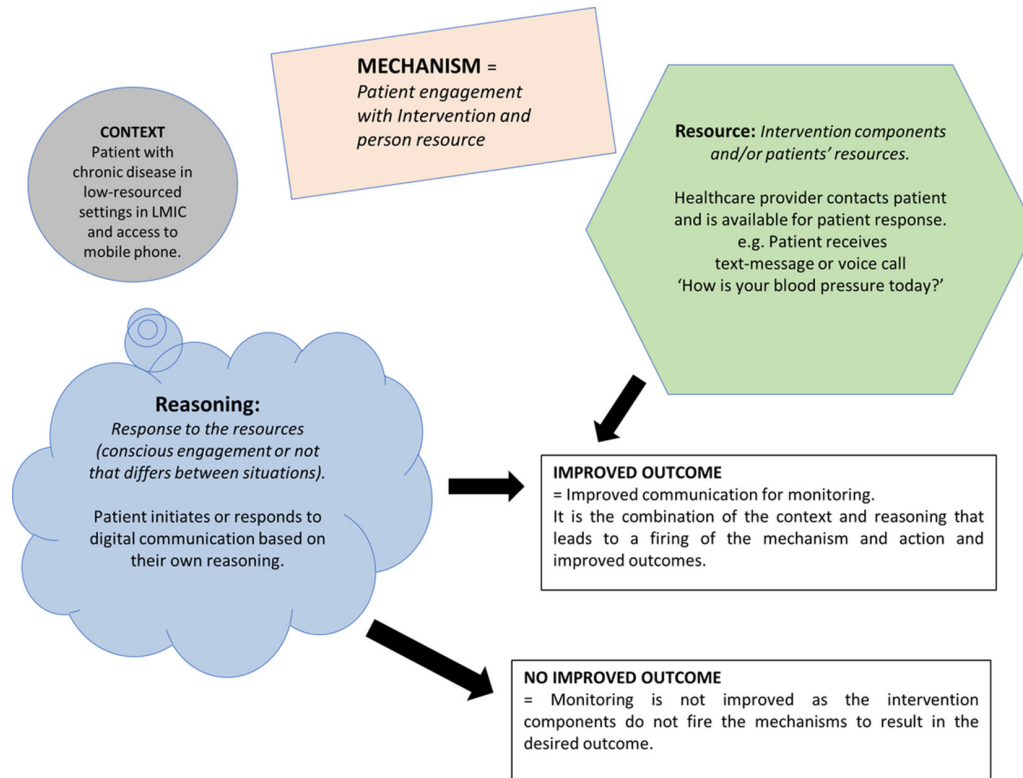 MECHANISM =
Patient engagement
with Intervention and
person resource
CONTEXT
Patient with
chronic disease in
low-resourced
settings in LMIC
and access to
mobile phone.
Resource: Intervention components
and/or patients’ resources.
Healthcare provider contacts patient
and is available for patient response.
e.g. Patient receives
text-message or voice call
‘How is your blood pressure today?’
Reasoning:
Response to the resources
(conscious engagement or not
that differs between situations).
Patient initiates or responds to
digital communication based on
their own reasoning.
IMPROVED OUTCOME
= Improved communication for monitoring.
It is the combination of the context and reasoning that
leads to a firing of the mechanism and action and
improved outcomes.
NO IMPROVED OUTCOME
= Monitoring is not improved as the intervention
components do not fire the mechanisms to result in the
desired outcome.